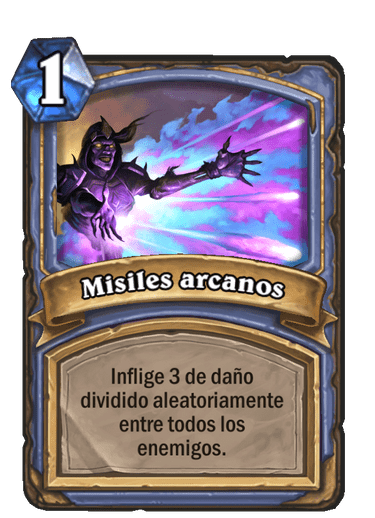 1
Misiles arcanos
Inflige 3 de daño
dividido aleatoriamente
entre todos los
enemigos.